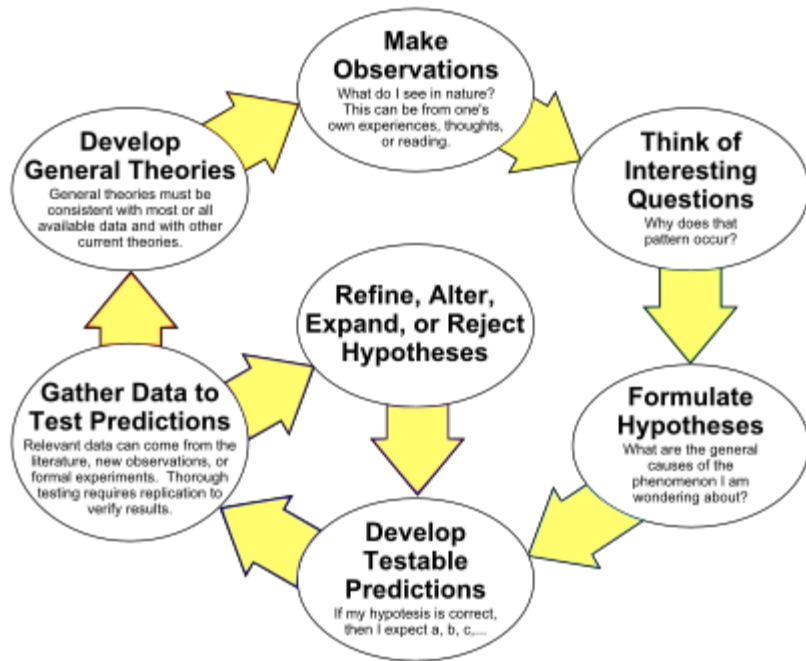 Make
Observations
What do I see in nature?
This can be from one's
own experiences, thoughts,
or reading.
Think of
Interesting
Questions
Why does that
pattern occur?
Formulate
Hypotheses
What are the general
causes of the
phenomenon I am
wondering about?
Develop
Testable
Predictions
If my hypotesis is correct,
then I expect a, b, c,...
Gather Data to
Test Predictions
Relevant data can come from the
literature, new observations, or
formal experiments. Thorough
testing requires replication to
verify results.
Refine, Alter,
Expand, or Reject
Hypotheses
Develop
General Theories
General theories must be
consistent with most or all
available data and with other
current theories.